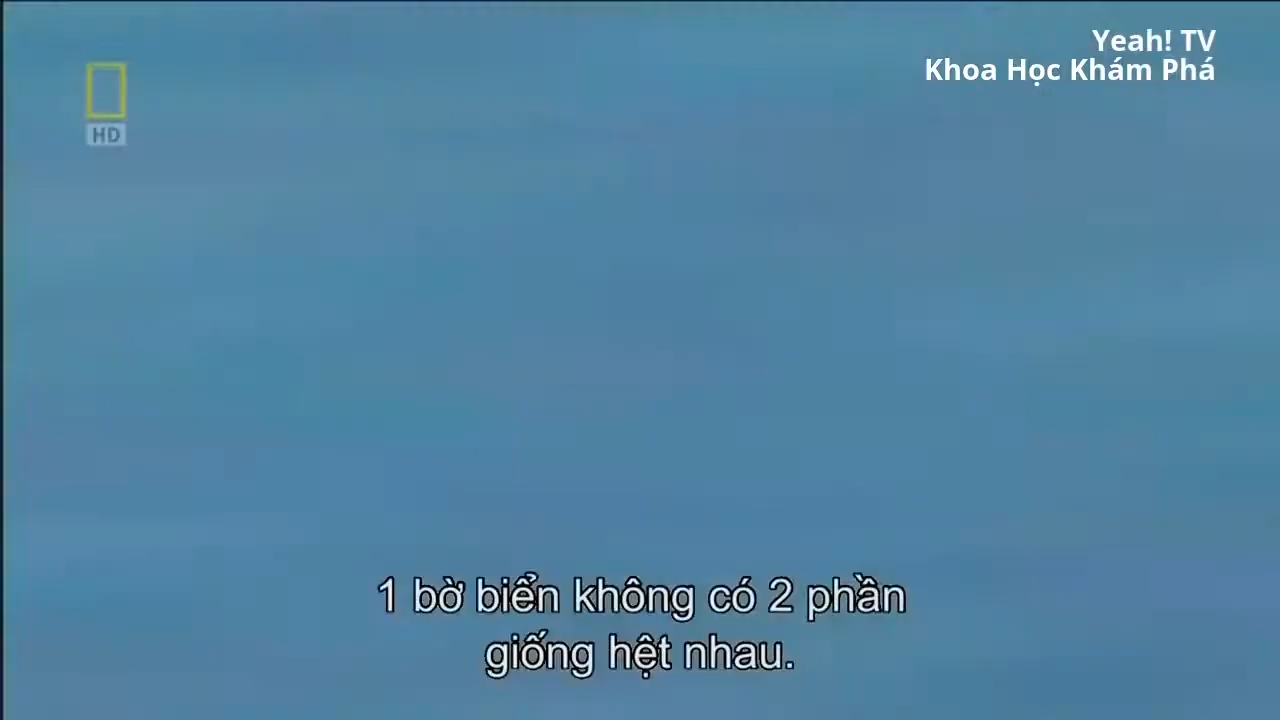 Yeah! TV
Khoa Học Khám Phá
HD
1 bờ biển không có 2 phần
giống hệt nhau.